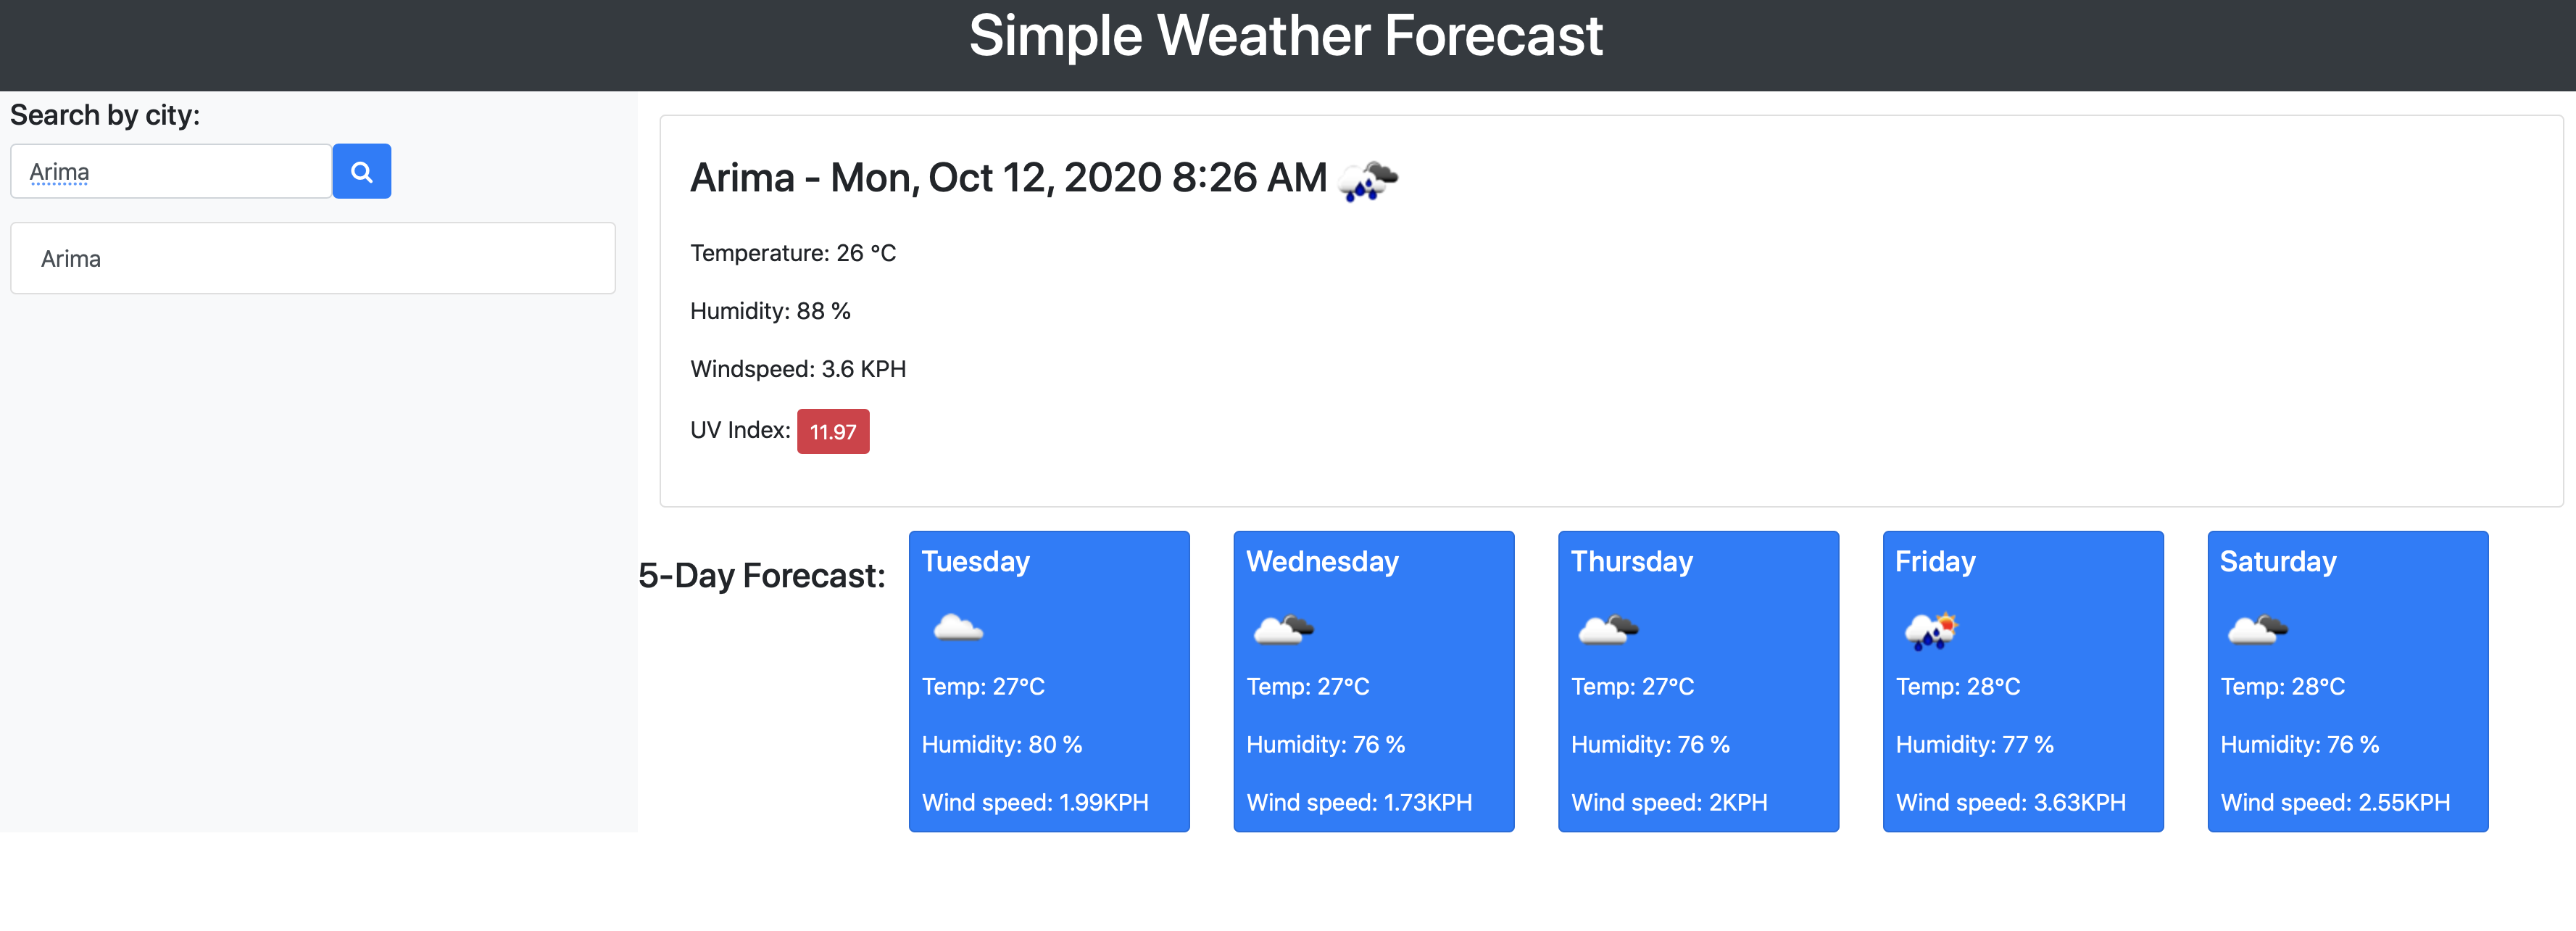 Simple Weather Forecast
Search by city:
Arima
Arima
Arima - Mon, Oct 12, 2020 8:26 AM
Temperature: 26 °C
Humidity: 88 %
Windspeed: 3.6 KPH
UV Index: 11.97
5-Day Forecast:
Tuesday
Temp: 27°C
Humidity: 80 %
Wind speed: 1.99KPH
Wednesday
Temp: 27°C
Humidity: 76 %
Wind speed: 1.73KPH
Thursday
Temp: 27°C
Humidity: 76 %
Wind speed: 2KPH
Friday
Temp: 28°C
Humidity: 77 %
Wind speed: 3.63KPH
Saturday
Temp: 28°C
Humidity: 76 %
Wind speed: 2.55KPH